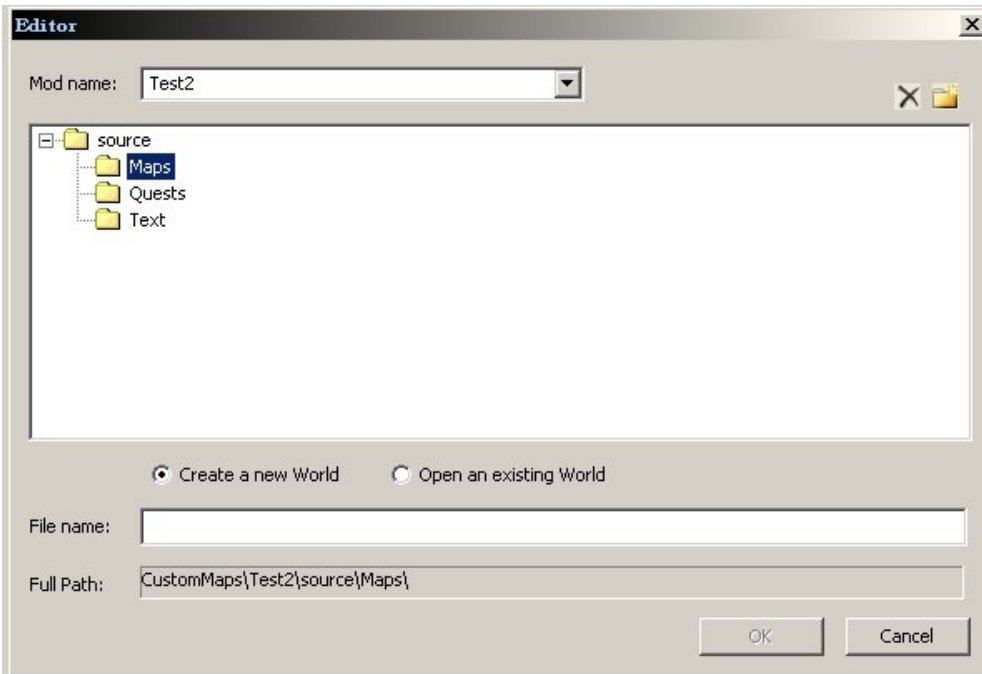 Editor
Mod name: Test2
source
Maps
Quests
Text
Create a new World Open an existing World
File name:
Full Path: CustomMaps\Test2\source\Maps\
OK Cancel